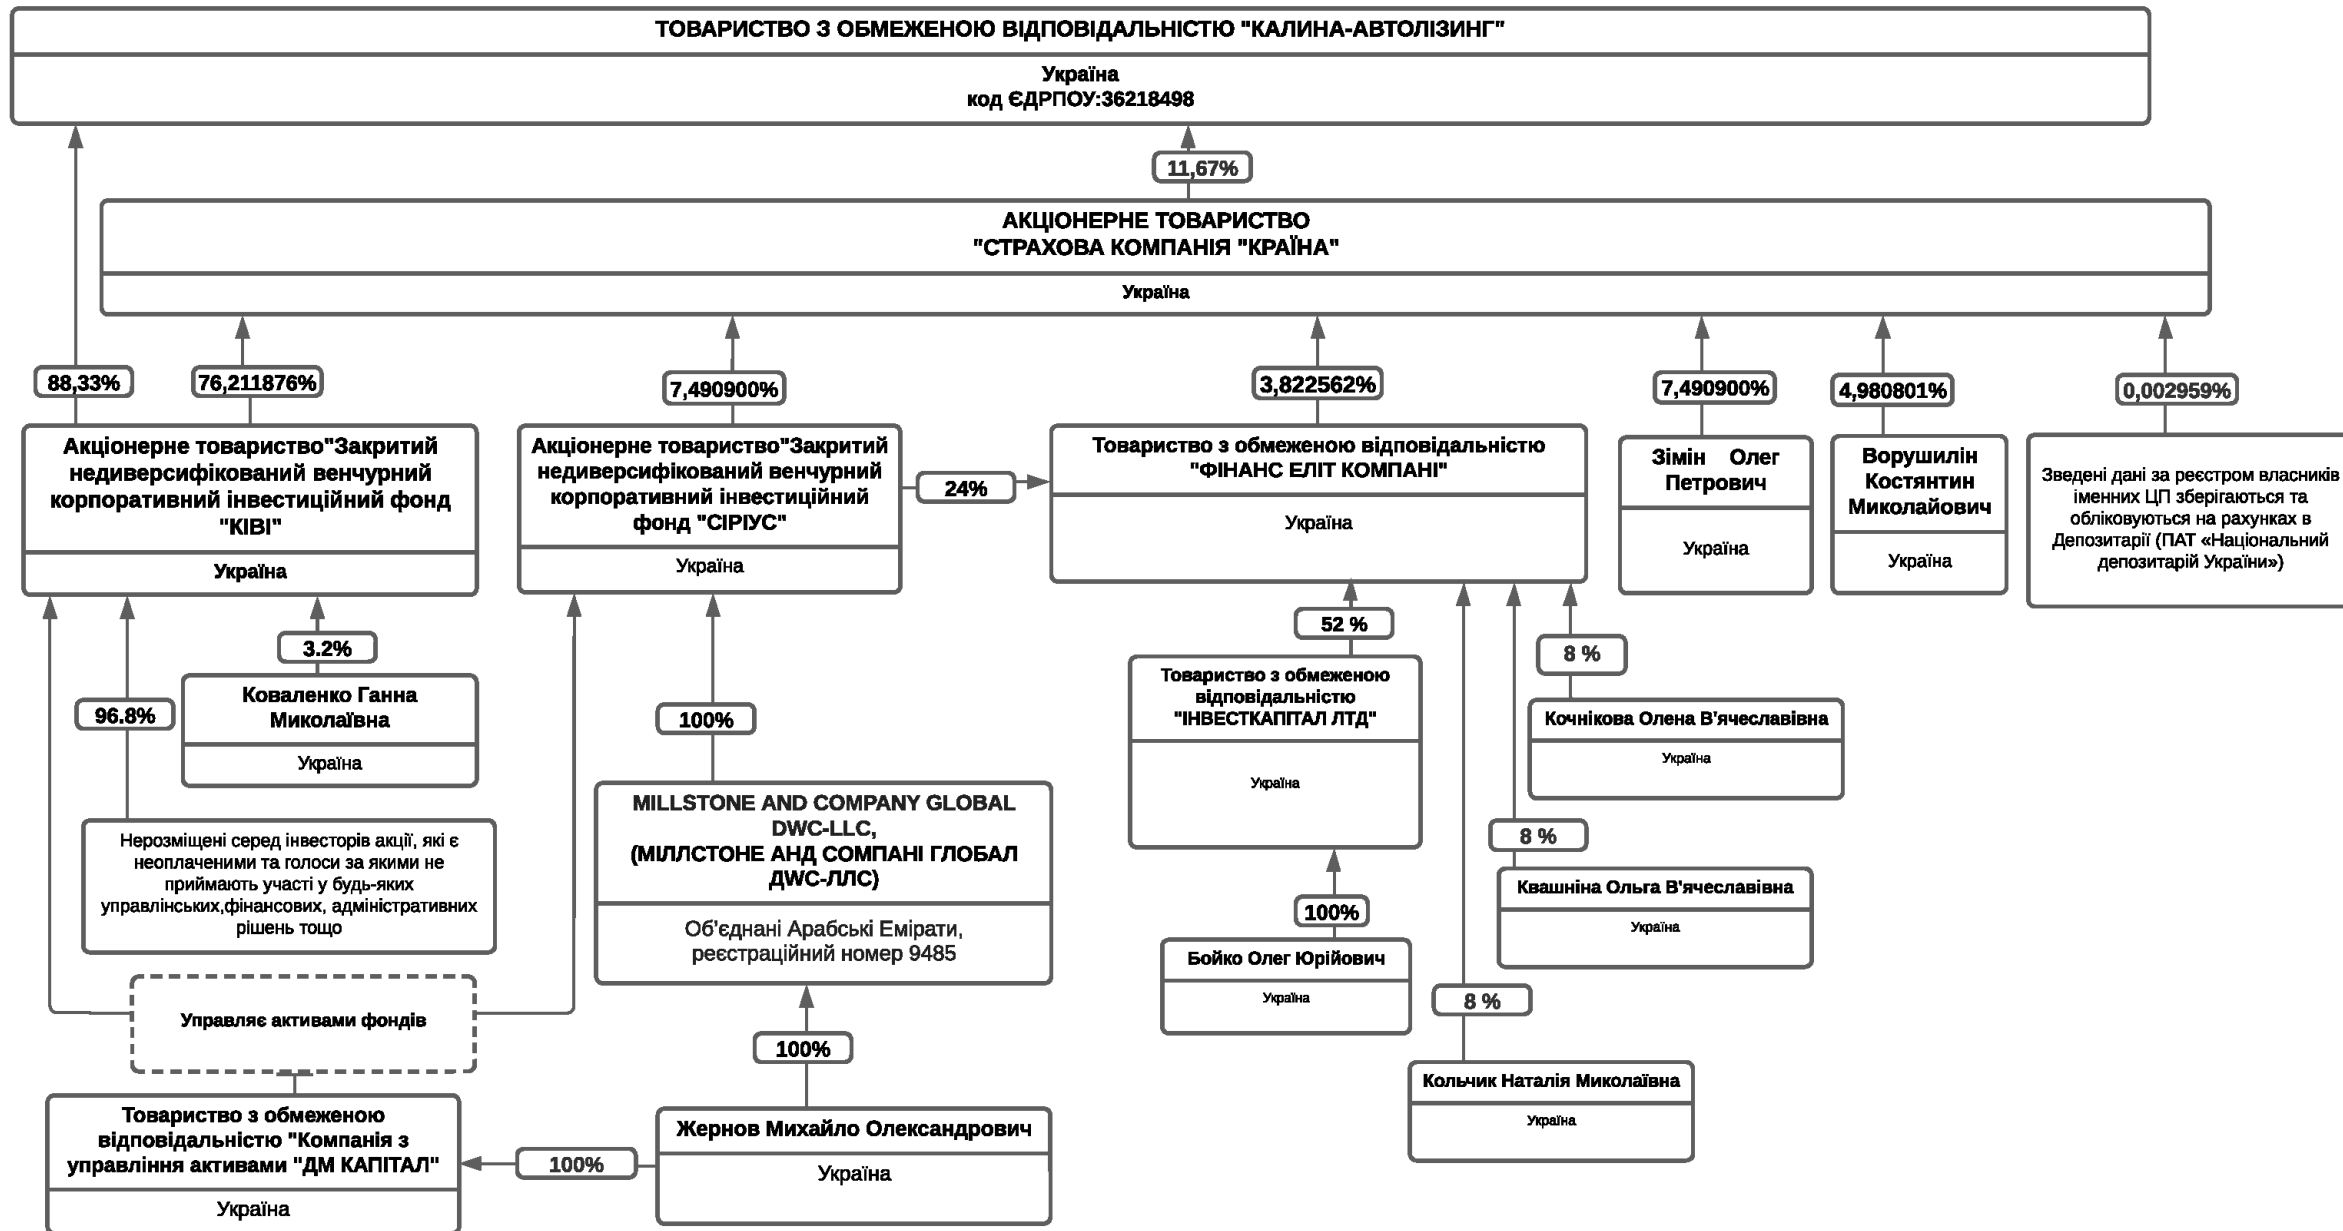 ТОВАРИСТВО З ОБМЕЖЕНОЮ ВІДПОВІДАЛЬНІСТЮ "КАЛИНА-АВТОЛІЗИНГ"
Україна
код ЄДРПОУ:36218498
11,67%
АКЦІОНЕРНЕ ТОВАРИСТВО
"СТРАХОВА КОМПАНІЯ "КРАЇНА"
Україна
88,33%
76,211876%
7,490900%
3,822562%
7,490900%
4,980801%
0,002959%
Акціонерне товариство"Закритий
недиверсифікований венчурний
корпоративний інвестиційний фонд
"КІВІ"
Україна
Акціонерне товариство"Закритий
недиверсифікований венчурний
корпоративний інвестиційний
фонд "СІРІУС"
Україна
24%
Товариство з обмеженою відповідальністю
"ФІНАНС ЕЛІТ КОМПАНІ"
Україна
Зімін Олег
Петрович
Україна
Ворушилін
Костянтин
Миколайович
Україна
Зведені дані за реєстром власників
іменних ЦП зберігаються та
обліковуються на рахунках в
Депозитарії (ПАТ «Національний
депозитарій України»)
3.2%
Коваленко Ганна
Миколаївна
Україна
96.8%
Нерозміщені серед інвесторів акції, які є
неоплаченими та голоси за якими не
приймають участі у будь-яких
управлінських,фінансових, адміністративних
рішень тощо
100%
MILLSTONE AND COMPANY GLOBAL
DWC-LLC,
(МІЛЛСТОНЕ АНД СОМПАНІ ГЛОБАЛ
ДWС-ЛЛС)
Об'єднані Арабські Емірати,
реєстраційний номер 9485
52 %
Товариство з обмеженою
відповідальністю
"ІНВЕСТКАПІТАЛ ЛТД"
Україна
8 %
Кочнікова Олена В'ячеславівна
Україна
8 %
Квашніна Ольга В'ячеславівна
Україна
100%
Бойко Олег Юрійович
Україна
8 %
Кольчик Наталія Миколаївна
Україна
Управляє активами фондів
100%
Товариство з обмеженою
відповідальністю "Компанія з
управління активами "ДМ КАПІТАЛ"
Україна
100%
Жернов Михайло Олександрович
Україна